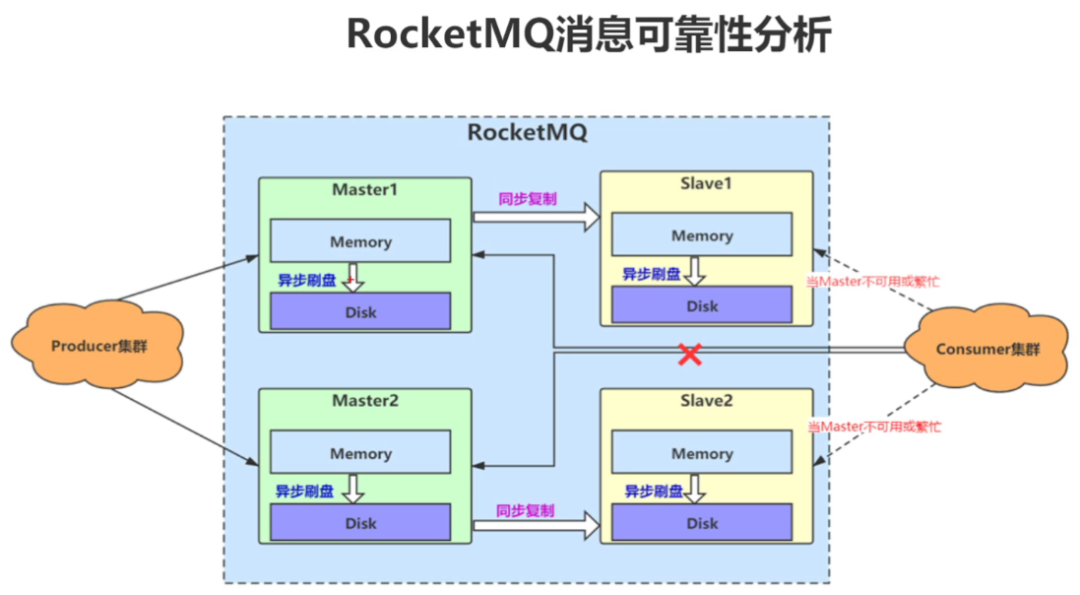 RocketMQ消息可靠性分析
RocketMQ
Master1
Memory
异步刷盘
Disk
同步复制
Slave1
Memory
异步刷盘
Disk
当Master不可用或繁忙
Producer集群
Consumer集群
Master2
Memory
异步刷盘
Disk
同步复制
Slave2
Memory
异步刷盘
Disk
当Master不可用或繁忙